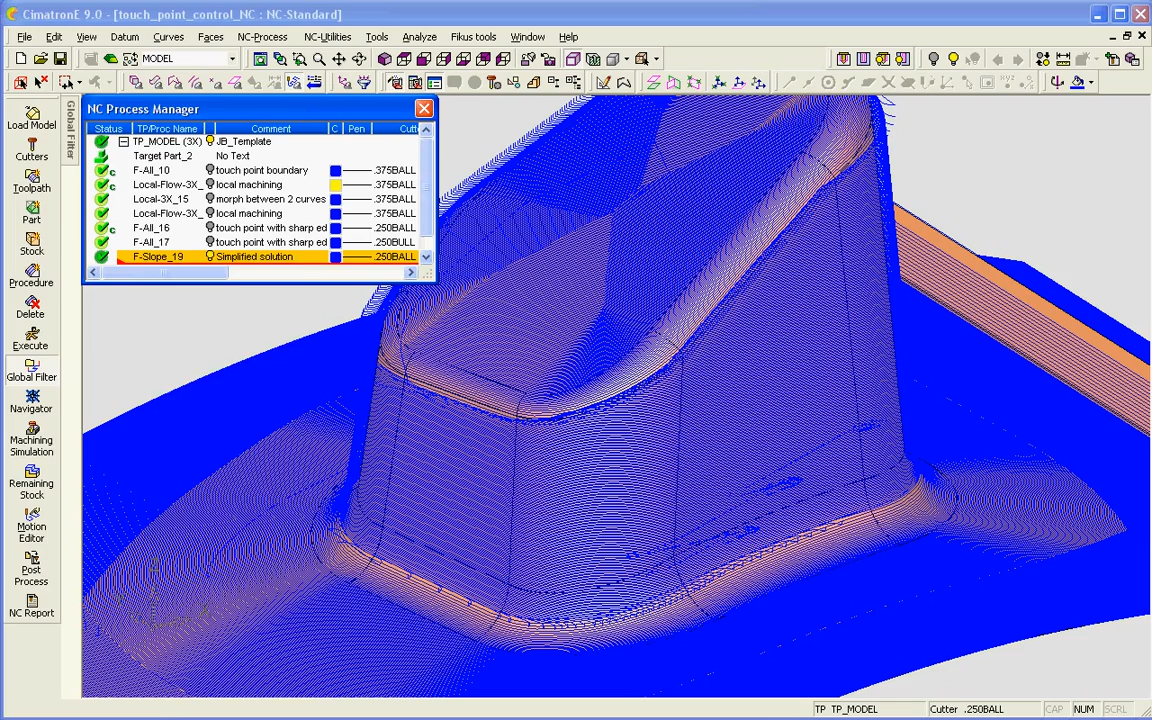 CimatronE 9.0 - [touch_point_control_NC : NC-Standard]
File Edit View Datum Curves Faces NC-Process NC-Utilities Tools Analyze Fikus tools Window Help
MODEL
Load Model
Cutters
Toolpath
Part
Stock
Procedure
Delete
Execute
Global Filter
Navigator
Machining Simulation
Remaining Stock
Motion Editor
Post Process
NC Report
Global Filter
NC Process Manager
Status TP/Proc Name Comment C Pen Cutt
TP_MODEL (3X) JB_Template
Target Part_2 No Text
F-All_10 touch point boundary .375BALL
c Local-Flow-3X_ local machining .375BALL
Local-3X_15 morph between 2 curves .375BALL
Local-Flow-3X_ local machining .375BALL
F-All_16 touch point with sharp ed .250BALL
F-All_17 touch point with sharp ed .250BULL
F-Slope_19 Simplified solution .250BALL
TP TP_MODEL Cutter .250BALL CAP NUM SCRL